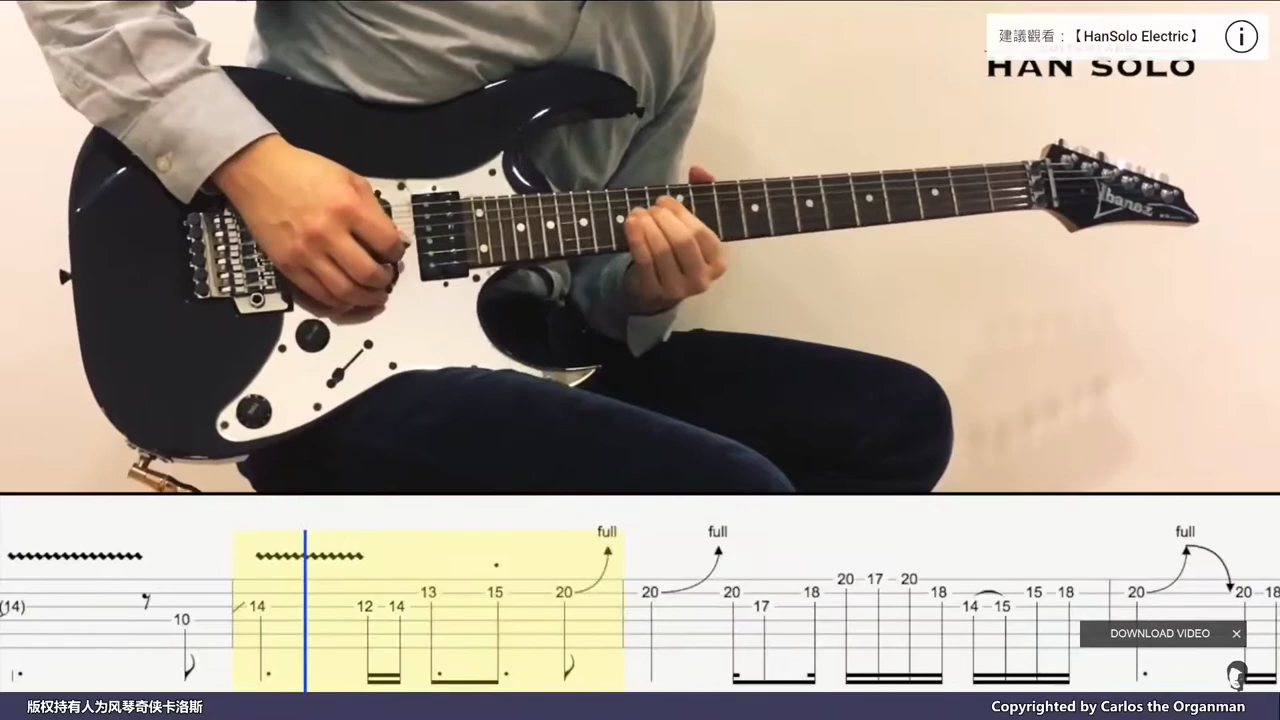 建議觀看：【HanSolo Electric】
HAN SOLO
Ibanez
full full full
20 17 20
13 15 20 20 20 18 18 15 18 20 20 18
(14) 14 12 14 17 14 15
10
DOWNLOAD VIDEO ×
版权持有人为风琴奇侠卡洛斯
Copyrighted by Carlos the Organman